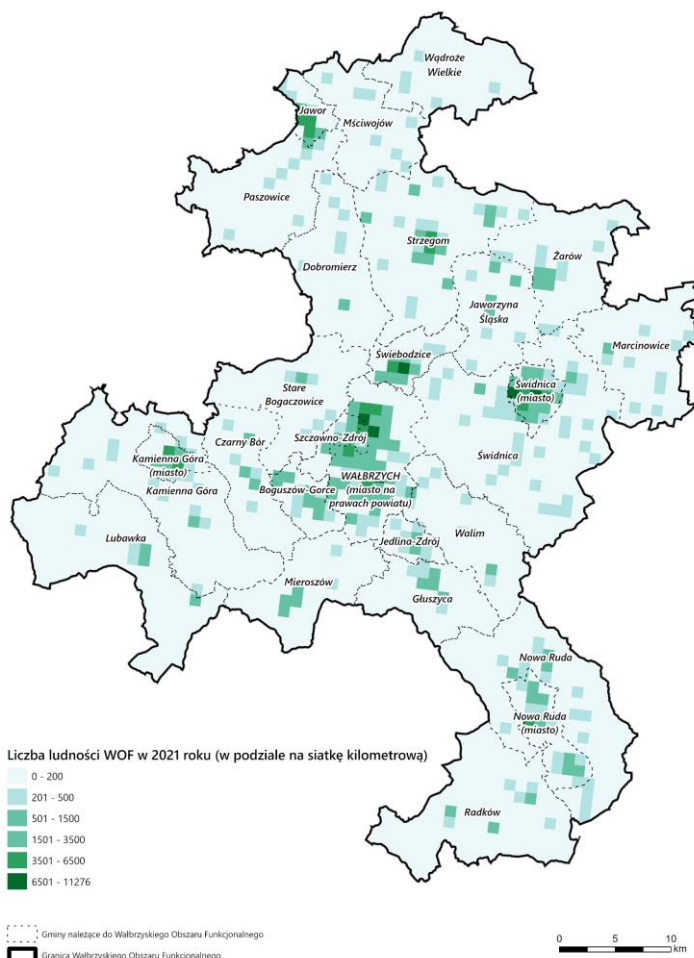 Wądroże
Wielkie
Jawor
Mściwojów
Paszowice
Strzegom
Dobromierz
Żarów
Jaworzyna
Śląska
Marcinowice
Świebodzice
Świdnica
(miasto)
Stare
Bogaczowice
Szczawno-Zdrój
Czarny Bór
Kamienna Góra
(miasto)
Świdnica
Kamienna Góra
Boguszów-Gorce
WAŁBRZYCH
(miasto na
prawach powiatu)
Lubawka
Jedlina-Zdrój
Walim
Mieroszów
Głuszyca
Nowa Ruda
Nowa Ruda
(miasto)
Radków
Liczba ludności WOF w 2021 roku (w podziale na siatkę kilometrową)
0 - 200
201 - 500
501 - 1500
1501 - 3500
3501 - 6500
6501 - 11276
Gminy należące do Wałbrzyskiego Obszaru Funkcjonalnego
Granica Wałbrzyskiego Obszaru Funkcjonalnego
0 5 10
km